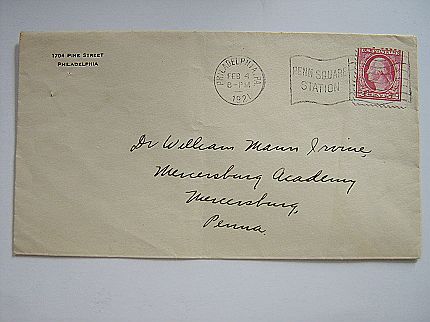 1704 PINE STREET
PHILADELPHIA
PHILADELPHIA, PA.
FEB 4
8-PM
1921
PENN SQUARE
STATION
Dr William Mann Irvine,
Mercersburg Academy
Mercersburg,
Penna.